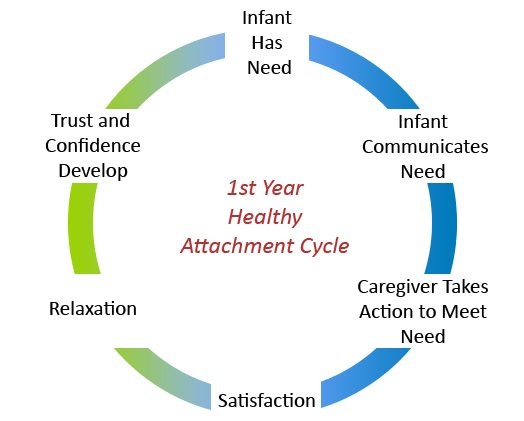 Infant
Has
Need
Infant
Communicates
Need
Caregiver Takes
Action to Meet
Need
Satisfaction
Relaxation
Trust and
Confidence
Develop
1st Year
Healthy
Attachment Cycle